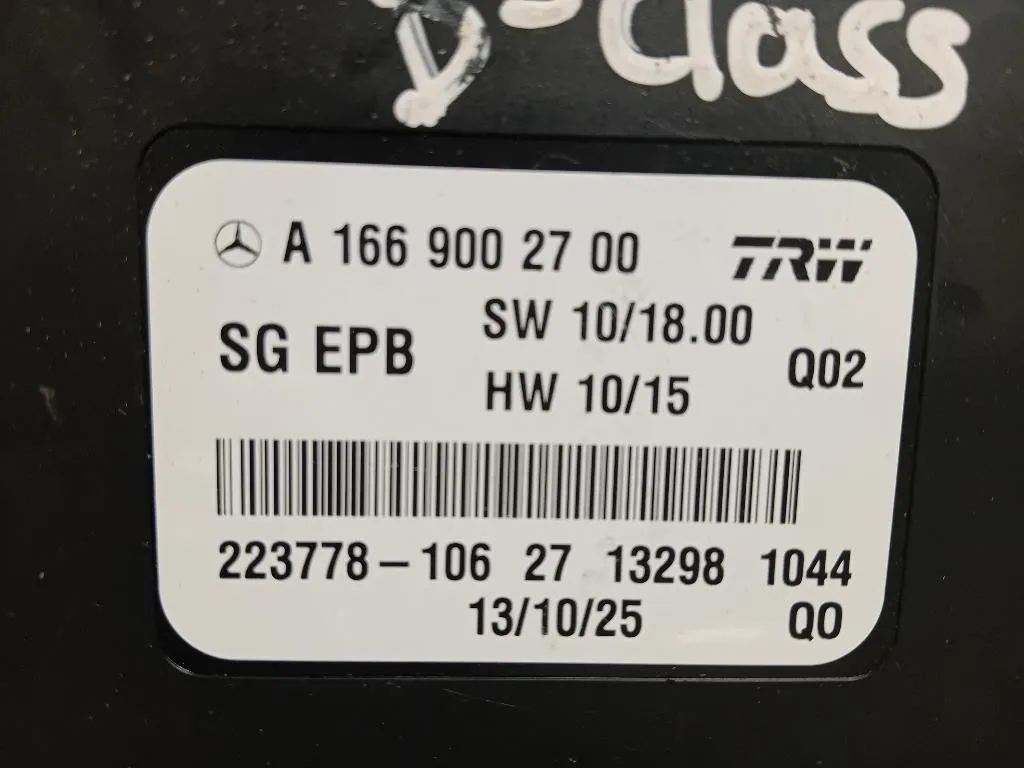 -Class
A 166 900 27 00 TRW
SG EPB SW 10/18.00 Q02
HW 10/15
223778-106 27 13298 1044
13/10/25 Q0